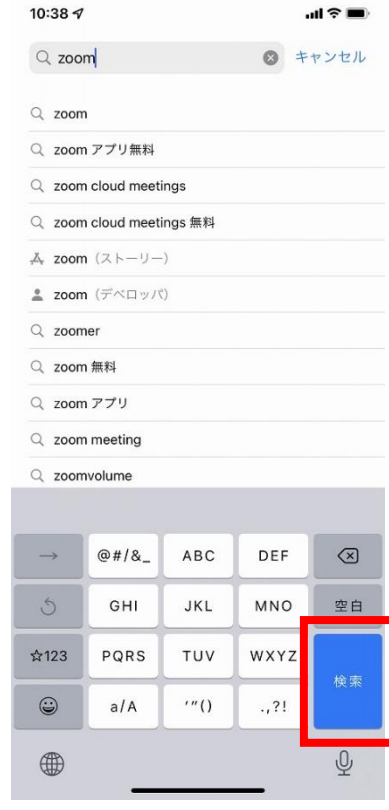 10:38
zoom キャンセル
zoom
zoom アプリ無料
zoom cloud meetings
zoom cloud meetings 無料
zoom（ストーリー）
zoom（デベロッパ）
zoomer
zoom 無料
zoom アプリ
zoom meeting
zoomvolume
→ @#/&_ ABC DEF
GHI JKL MNO 空白
☆123 PQRS TUV WXYZ 検索
a/A ′″() .,?!